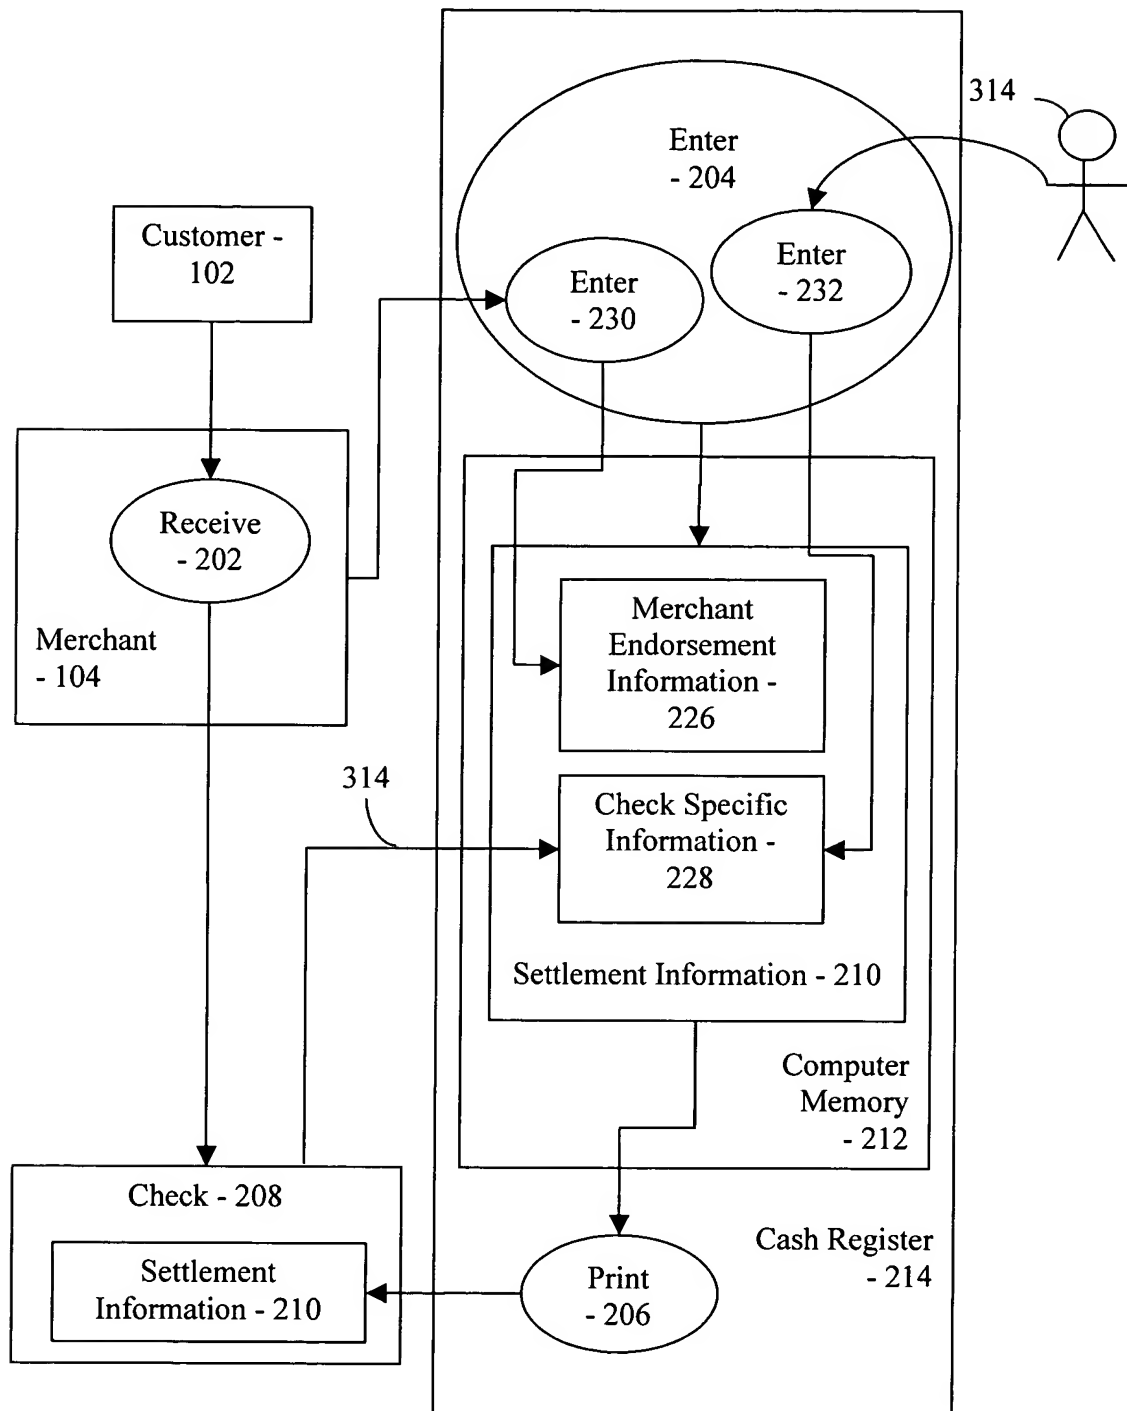 314
Enter
- 204
Customer -
102
Enter
- 230
Enter
- 232
Receive
- 202
Merchant
- 104
Merchant
Endorsement
Information -
226
314
Check Specific
Information -
228
Settlement Information - 210
Computer
Memory
- 212
Check - 208
Settlement
Information - 210
Print
- 206
Cash Register
- 214